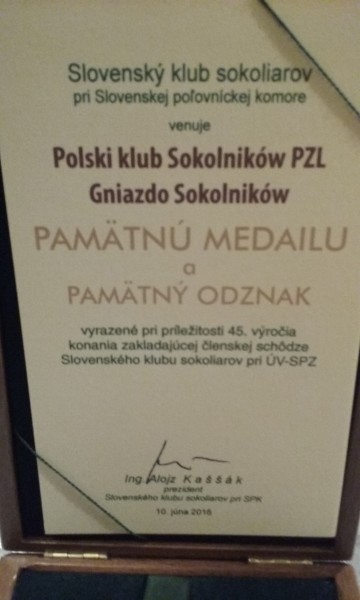 Slovenský klub sokoliarov
pri Slovenskej poľovníckej komore
venuje
Polski klub Sokolników PZL
Gniazdo Sokolników
PAMÄTNÚ MEDAILU
a
PAMÄTNÝ ODZNAK
vyrazené pri príležitosti 45. výročia
konania zakladajúcej členskej schôdze
Slovenského klubu sokoliarov pri ÚV-SPZ
Ing. Alojz Kaššák
prezident
Slovenského klubu sokoliarov pri SPK
10. júna 2016